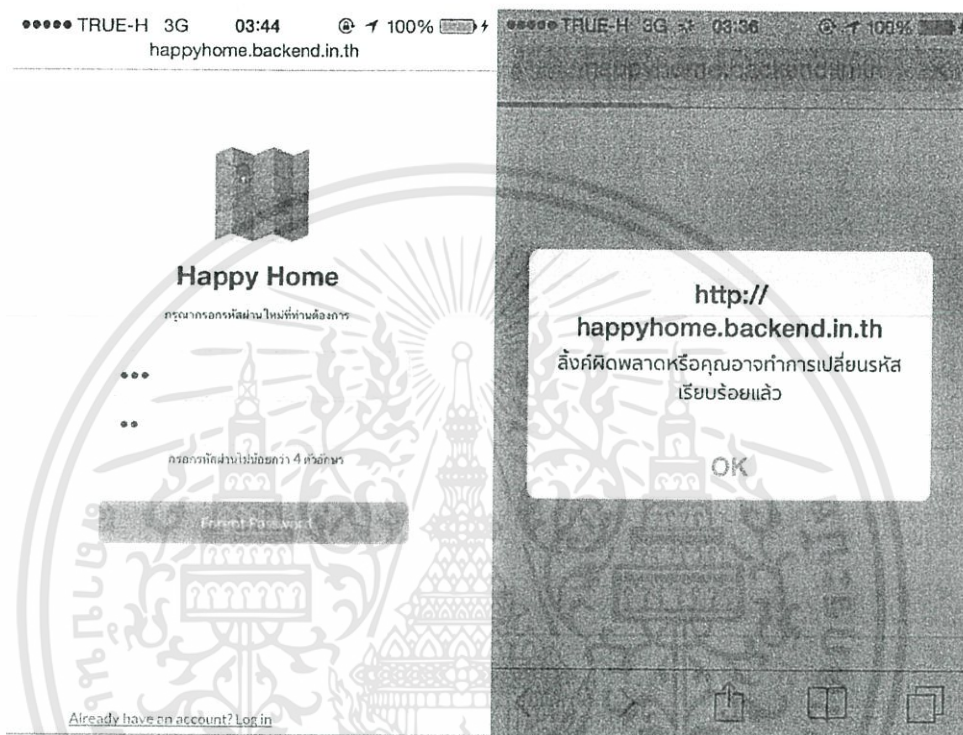 TRUE-H 3G 03:44 100%
happyhome.backend.in.th
Happy Home
กรุณากรอกรหัสผ่านใหม่ที่ท่านต้องการ
กรอกรหัสผ่านไม่น้อยกว่า 4 ตัวอักษร
Forgot Password
Already have an account? Log in
TRUE-H 3G 03:36 100%
happyhome.backend.in.th
http://
happyhome.backend.in.th
ลิ้งค์ผิดพลาดหรือคุณอาจทำการเปลี่ยนรหัส
เรียบร้อยแล้ว
OK